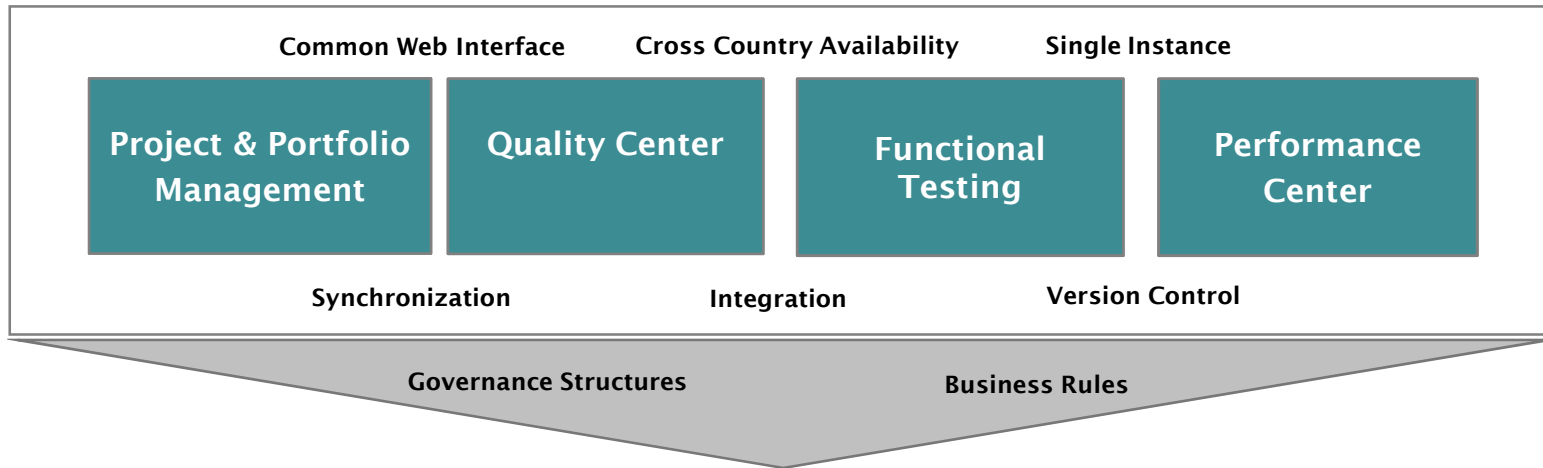 Common Web Interface
Cross Country Availability
Single Instance
Project & Portfolio
Management
Quality Center
Functional
Testing
Performance
Center
Synchronization
Integration
Version Control
Governance Structures
Business Rules